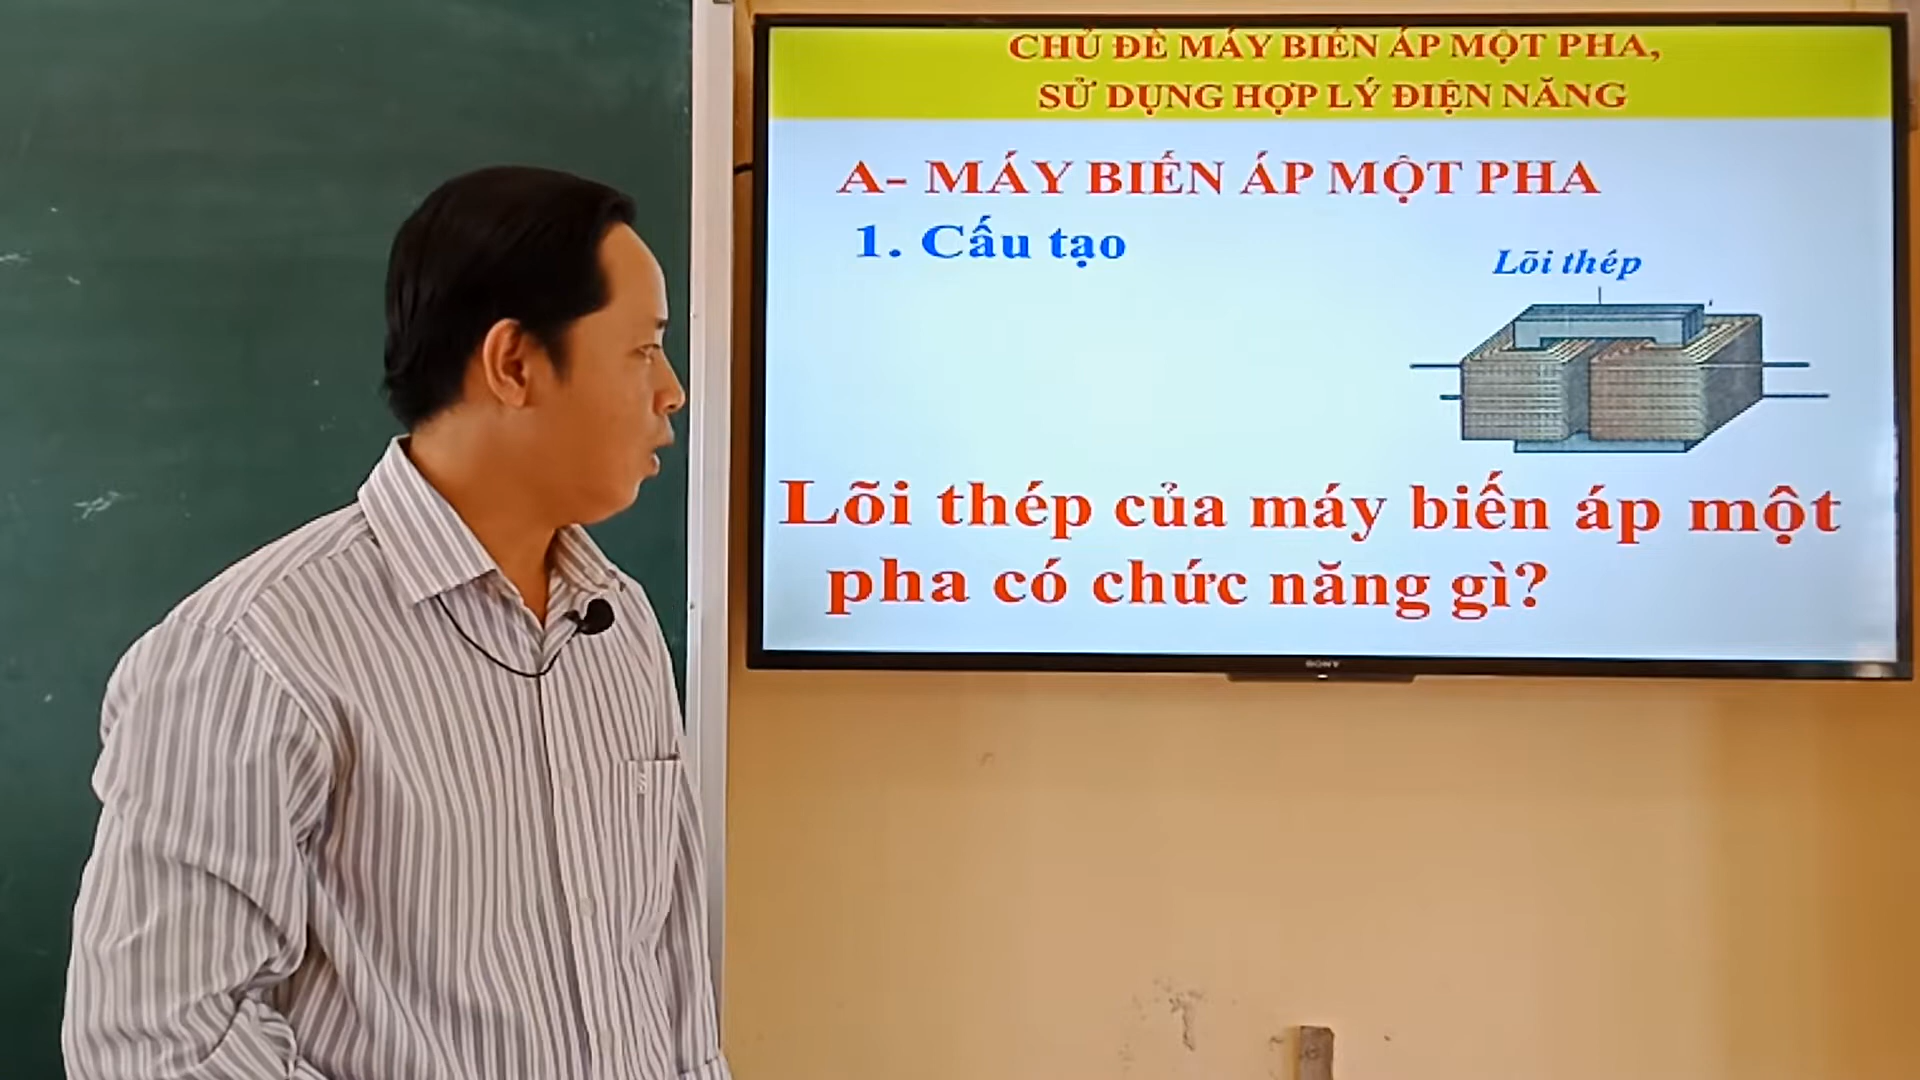 CHỦ ĐỀ MÁY BIẾN ÁP MỘT PHA,
SỬ DỤNG HỢP LÝ ĐIỆN NĂNG
A- MÁY BIẾN ÁP MỘT PHA
1. Cấu tạo
Lõi thép
Lõi thép của máy biến áp một
pha có chức năng gì?
SONY